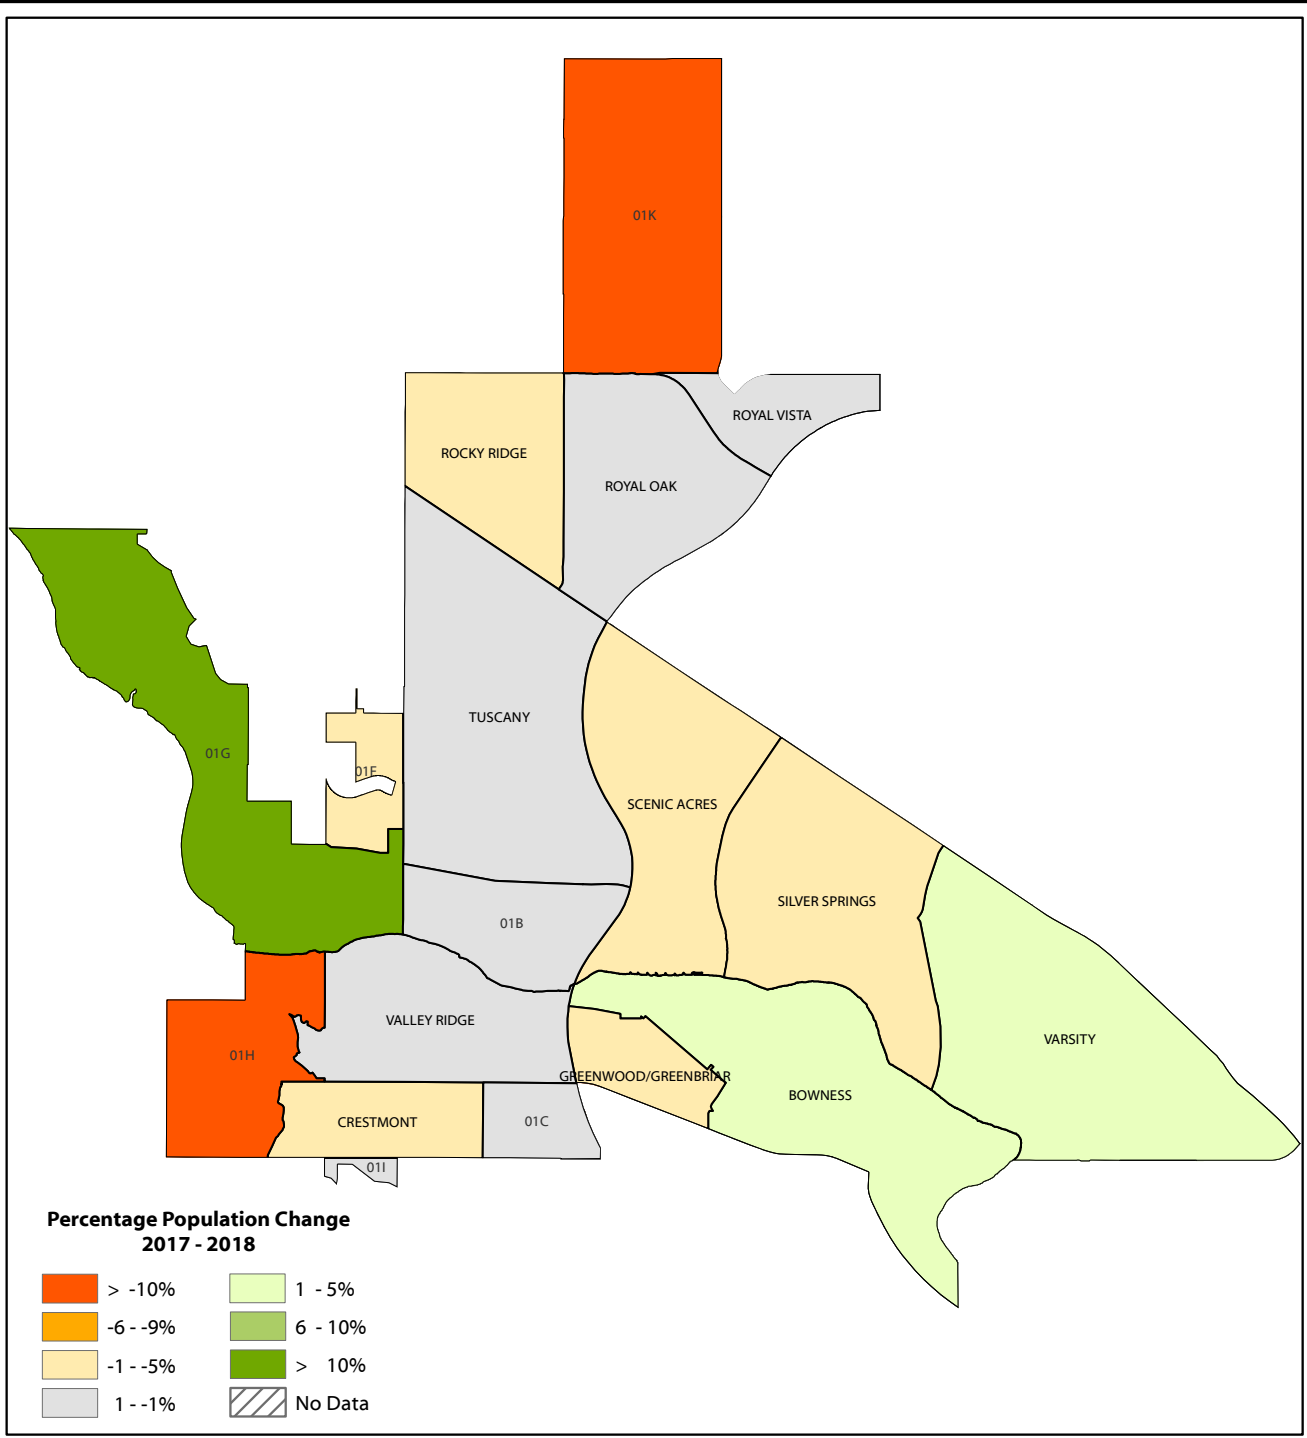 01K
ROYAL VISTA
ROCKY RIDGE
ROYAL OAK
TUSCANY
01G
01F
SCENIC ACRES
SILVER SPRINGS
01B
VALLEY RIDGE
VARSITY
01H
GREENWOOD/GREENBRIAR
BOWNESS
CRESTMONT
01C
01I
Percentage Population Change
2017 - 2018
> -10%
-6 - -9%
-1 - -5%
1 - -1%
1 - 5%
6 - 10%
> 10%
No Data